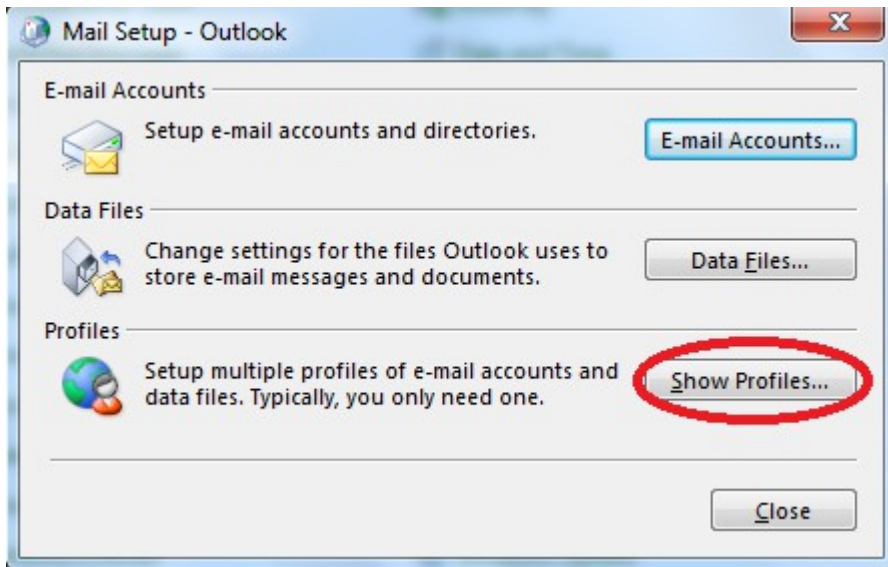 Mail Setup - Outlook
E-mail Accounts
Setup e-mail accounts and directories.
E-mail Accounts...
Data Files
Change settings for the files Outlook uses to
store e-mail messages and documents.
Data Files...
Profiles
Setup multiple profiles of e-mail accounts and
data files. Typically, you only need one.
Show Profiles...
Close